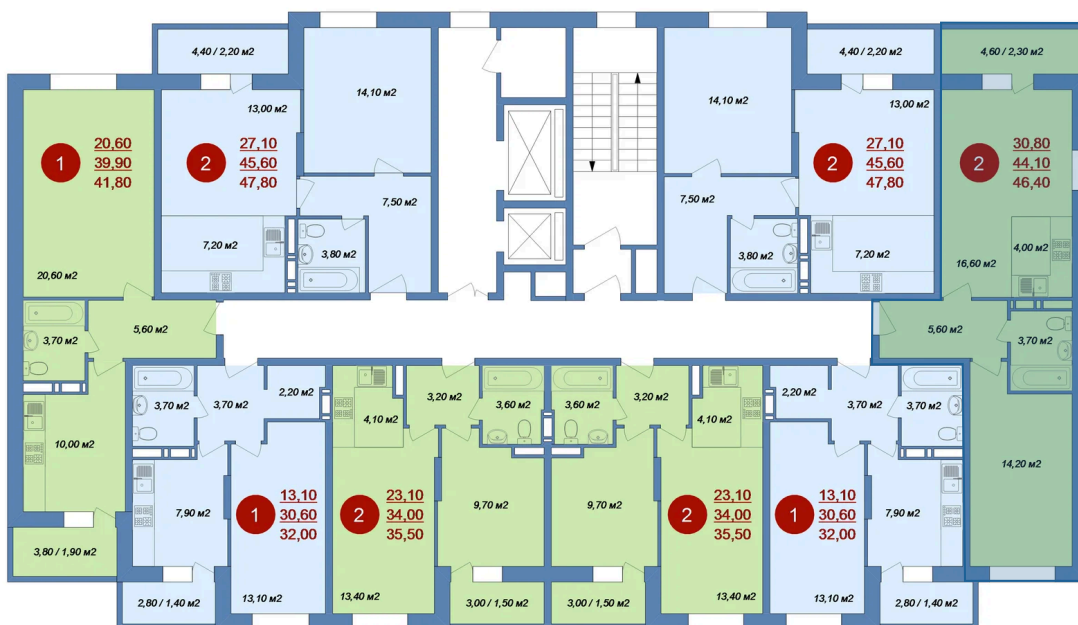 4,40 / 2,20 м2
14,10 м2
13,00 м2
1
20,60
39,90
41,80
2
27,10
45,60
47,80
7,50 м2
7,20 м2
3,80 м2
20,60 м2
14,10 м2
4,40 / 2,20 м2
13,00 м2
2
27,10
45,60
47,80
7,50 м2
3,80 м2
7,20 м2
4,60 / 2,30 м2
2
30,80
44,10
46,40
4,00 м2
16,60 м2
3,70 м2
5,60 м2
5,60 м2
3,70 м2
10,00 м2
3,80 / 1,90 м2
3,70 м2
3,70 м2
2,20 м2
7,90 м2
1
13,10
30,60
32,00
2,80 / 1,40 м2
13,10 м2
4,10 м2
3,20 м2
3,60 м2
2
23,10
34,00
35,50
9,70 м2
13,40 м2
3,00 / 1,50 м2
3,60 м2
3,20 м2
4,10 м2
9,70 м2
2
23,10
34,00
35,50
3,00 / 1,50 м2
13,40 м2
2,20 м2
3,70 м2
3,70 м2
1
13,10
30,60
32,00
7,90 м2
13,10 м2
2,80 / 1,40 м2
14,20 м2